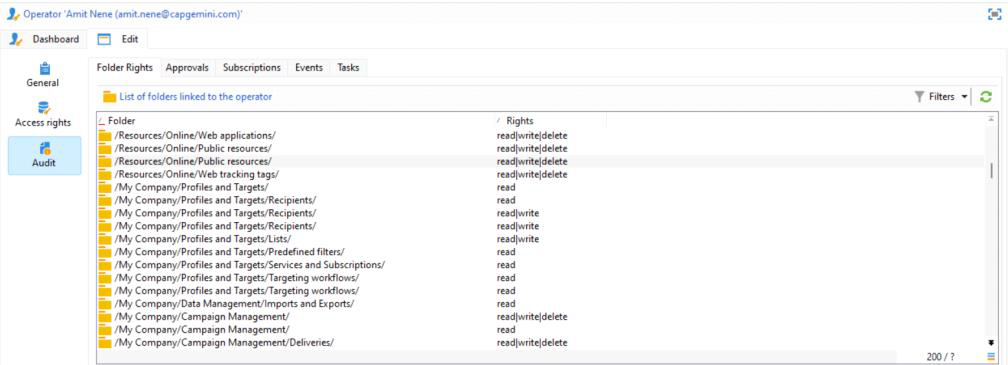 Operator 'Amit Nene (amit.nene@capgemini.com)'
Dashboard Edit
General
Access rights
Audit
Folder Rights Approvals Subscriptions Events Tasks
List of folders linked to the operator Filters
Folder Rights
/Resources/Online/Web applications/ read|write|delete
/Resources/Online/Public resources/ read|write|delete
/Resources/Online/Public resources/ read|write|delete
/Resources/Online/Web tracking tags/ read|write|delete
/My Company/Profiles and Targets/ read
/My Company/Profiles and Targets/Recipients/ read
/My Company/Profiles and Targets/Recipients/ read|write
/My Company/Profiles and Targets/Recipients/ read|write
/My Company/Profiles and Targets/Lists/ read|write
/My Company/Profiles and Targets/Predefined filters/ read
/My Company/Profiles and Targets/Services and Subscriptions/ read
/My Company/Profiles and Targets/Targeting workflows/ read
/My Company/Profiles and Targets/Targeting workflows/ read
/My Company/Data Management/Imports and Exports/ read
/My Company/Campaign Management/ read|write|delete
/My Company/Campaign Management/ read
/My Company/Campaign Management/Deliveries/ read|write|delete
200 / ?